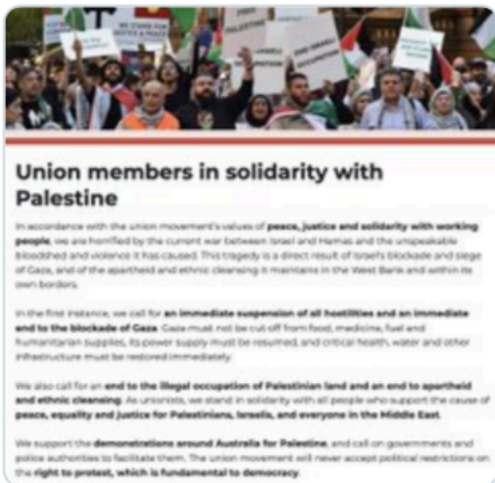 WE STAND FOR
JUSTICE & PEACE
FREE
PALESTINE
END ISRAELI
OCCUPATION
Union members in solidarity with
Palestine
In accordance with the union movement's values of peace, justice and solidarity with working
people, we are horrified by the current war between Israel and Hamas and the unspeakable
bloodshed and violence it has caused. This tragedy is a direct result of Israel's blockade and siege
of Gaza, and of the apartheid and ethnic cleansing it maintains in the West Bank and within its
own borders.
In the first instance, we call for an immediate suspension of all hostilities and an immediate
end to the blockade of Gaza. Gaza must not be cut off from food, medicine, fuel and
humanitarian supplies, its power supply must be resumed, and critical health, water and other
infrastructure must be restored immediately.
We also call for an end to the illegal occupation of Palestinian land and an end to apartheid
and ethnic cleansing. As unionists, we stand in solidarity with all people who support the cause of
peace, equality and justice for Palestinians, Israelis, and everyone in the Middle East.
We support the demonstrations around Australia for Palestine, and call on governments and
police authorities to facilitate them. The union movement will never accept political restrictions on
the right to protest, which is fundamental to democracy.